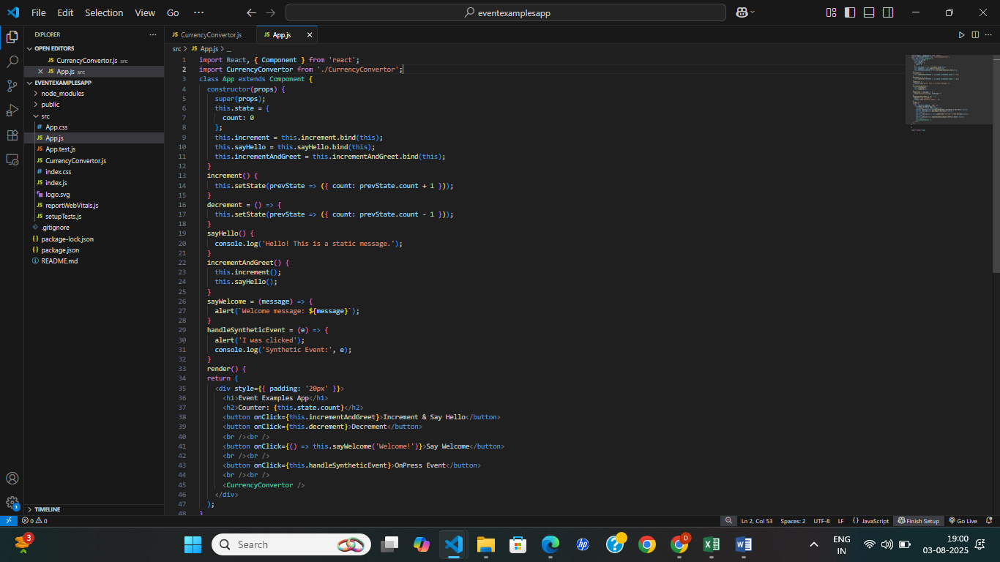 File Edit Selection View Go ···
eventexamplesapp
EXPLORER
OPEN EDITORS
CurrencyConvertor.js src
App.js src
EVENTEXAMPLESAPP
node_modules
public
src
App.css
App.js
App.test.js
CurrencyConvertor.js
index.css
index.js
logo.svg
reportWebVitals.js
setupTests.js
.gitignore
package-lock.json
package.json
README.md
TIMELINE
JS CurrencyConvertor.js
JS App.js
src > JS App.js > ...
1 import React, { Component } from 'react';
2 import CurrencyConvertor from './CurrencyConvertor';
3 class App extends Component {
4 constructor(props) {
5 super(props);
6 this.state = {
7 count: 0
8 };
9 this.increment = this.increment.bind(this);
10 this.sayHello = this.sayHello.bind(this);
11 this.incrementAndGreet = this.incrementAndGreet.bind(this);
12 }
13 increment() {
14 this.setState(prevState => ({ count: prevState.count + 1 }));
15 }
16 decrement = () => {
17 this.setState(prevState => ({ count: prevState.count - 1 }));
18 }
19 sayHello() {
20 console.log('Hello! This is a static message.');
21 }
22 incrementAndGreet() {
23 this.increment();
24 this.sayHello();
25 }
26 sayWelcome = (message) => {
27 alert(`Welcome message: ${message}`);
28 }
29 handleSyntheticEvent = (e) => {
30 alert('I was clicked');
31 console.log('Synthetic Event:', e);
32 }
33 render() {
34 return (
35 <div style={{ padding: '20px' }}>
36 <h1>Event Examples App</h1>
37 <h2>Counter: {this.state.count}</h2>
38 <button onClick={this.incrementAndGreet}>Increment & Say Hello</button>
39 <button onClick={this.decrement}>Decrement</button>
40 <br /><br />
41 <button onClick={() => this.sayWelcome('Welcome!')}>Say Welcome</button>
42 <br /><br />
43 <button onClick={this.handleSyntheticEvent}>OnPress Event</button>
44 <br /><br />
45 <CurrencyConvertor />
46 </div>
47 );
48 }
0 0
Ln 2, Col 53 Spaces: 2 UTF-8 LF {} JavaScript Finish Setup Go Live
3
Search
ENG
IN
19:00
03-08-2025